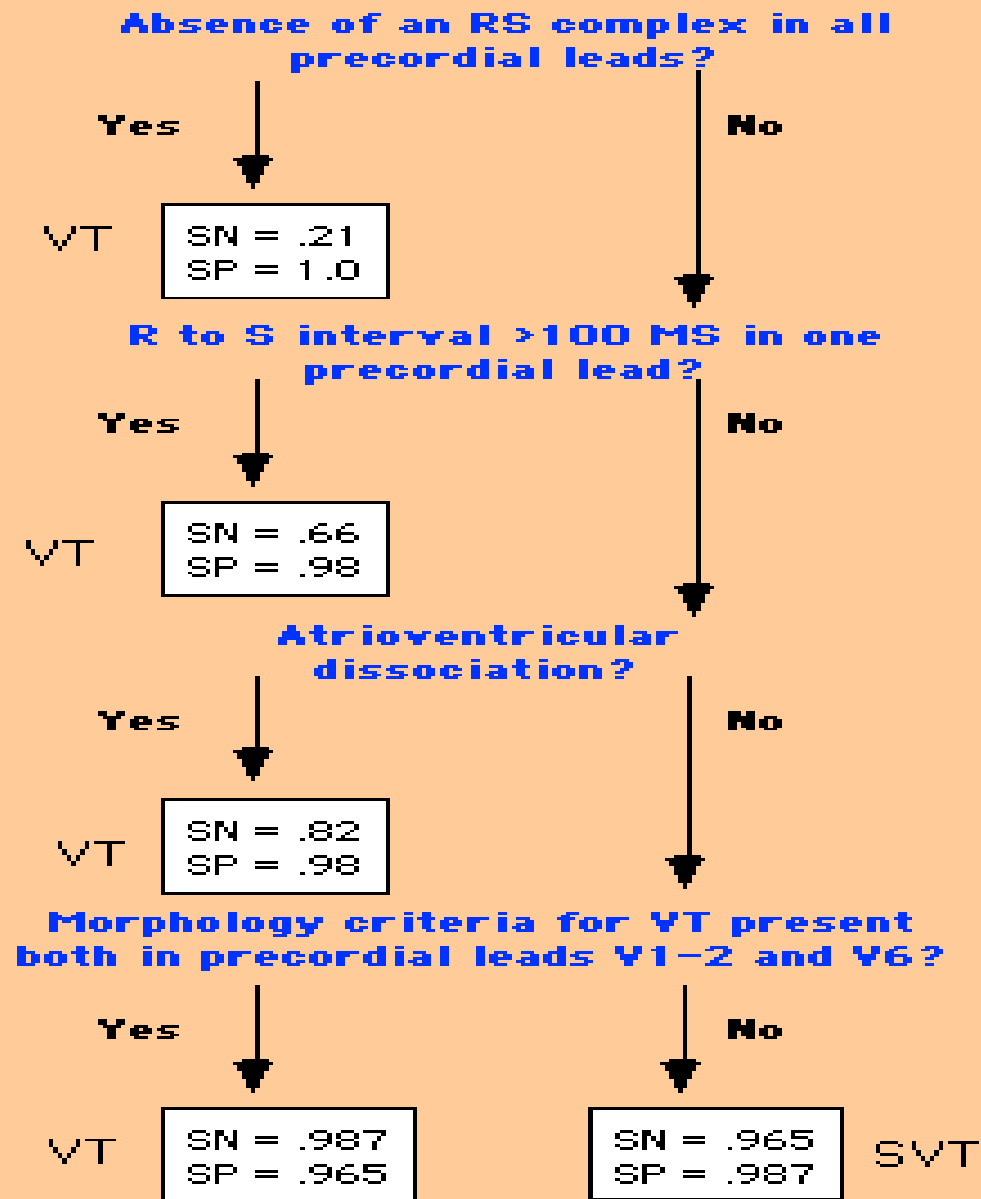 Absence of an RS complex in all
precordial leads?
Yes
No
VT
SN = .21
SP = 1.0
R to S interval >100 MS in one
precordial lead?
Yes
No
VT
SN = .66
SP = .98
Atrioventricular
dissociation?
Yes
No
VT
SN = .82
SP = .98
Morphology criteria for VT present
both in precordial leads V1-2 and V6?
Yes
No
VT
SN = .987
SP = .965
SN = .965
SP = .987
SVT